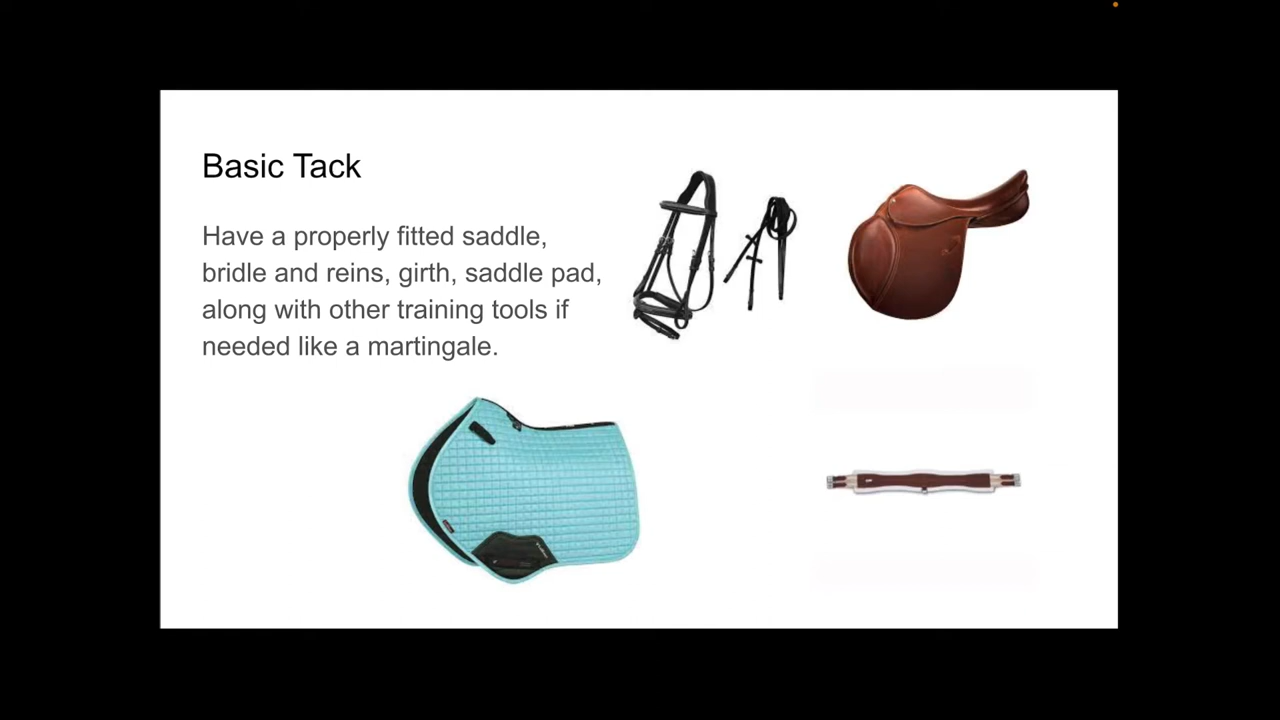 Basic Tack
Have a properly fitted saddle,
bridle and reins, girth, saddle pad,
along with other training tools if
needed like a martingale.